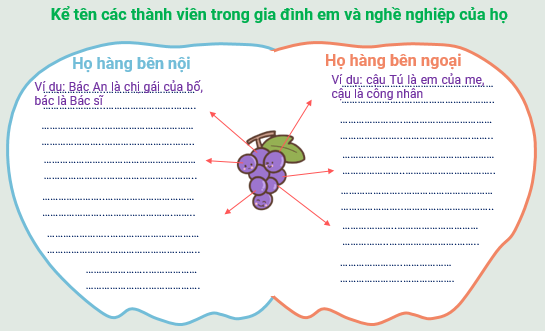 Kể tên các thành viên trong gia đình em và nghề nghiệp của họ
Họ hàng bên nội
Ví dụ: Bác An là chị gái của bố,
bác là Bác sĩ
Họ hàng bên ngoại
Ví dụ: cậu Tú là em của mẹ,
cậu là công nhân